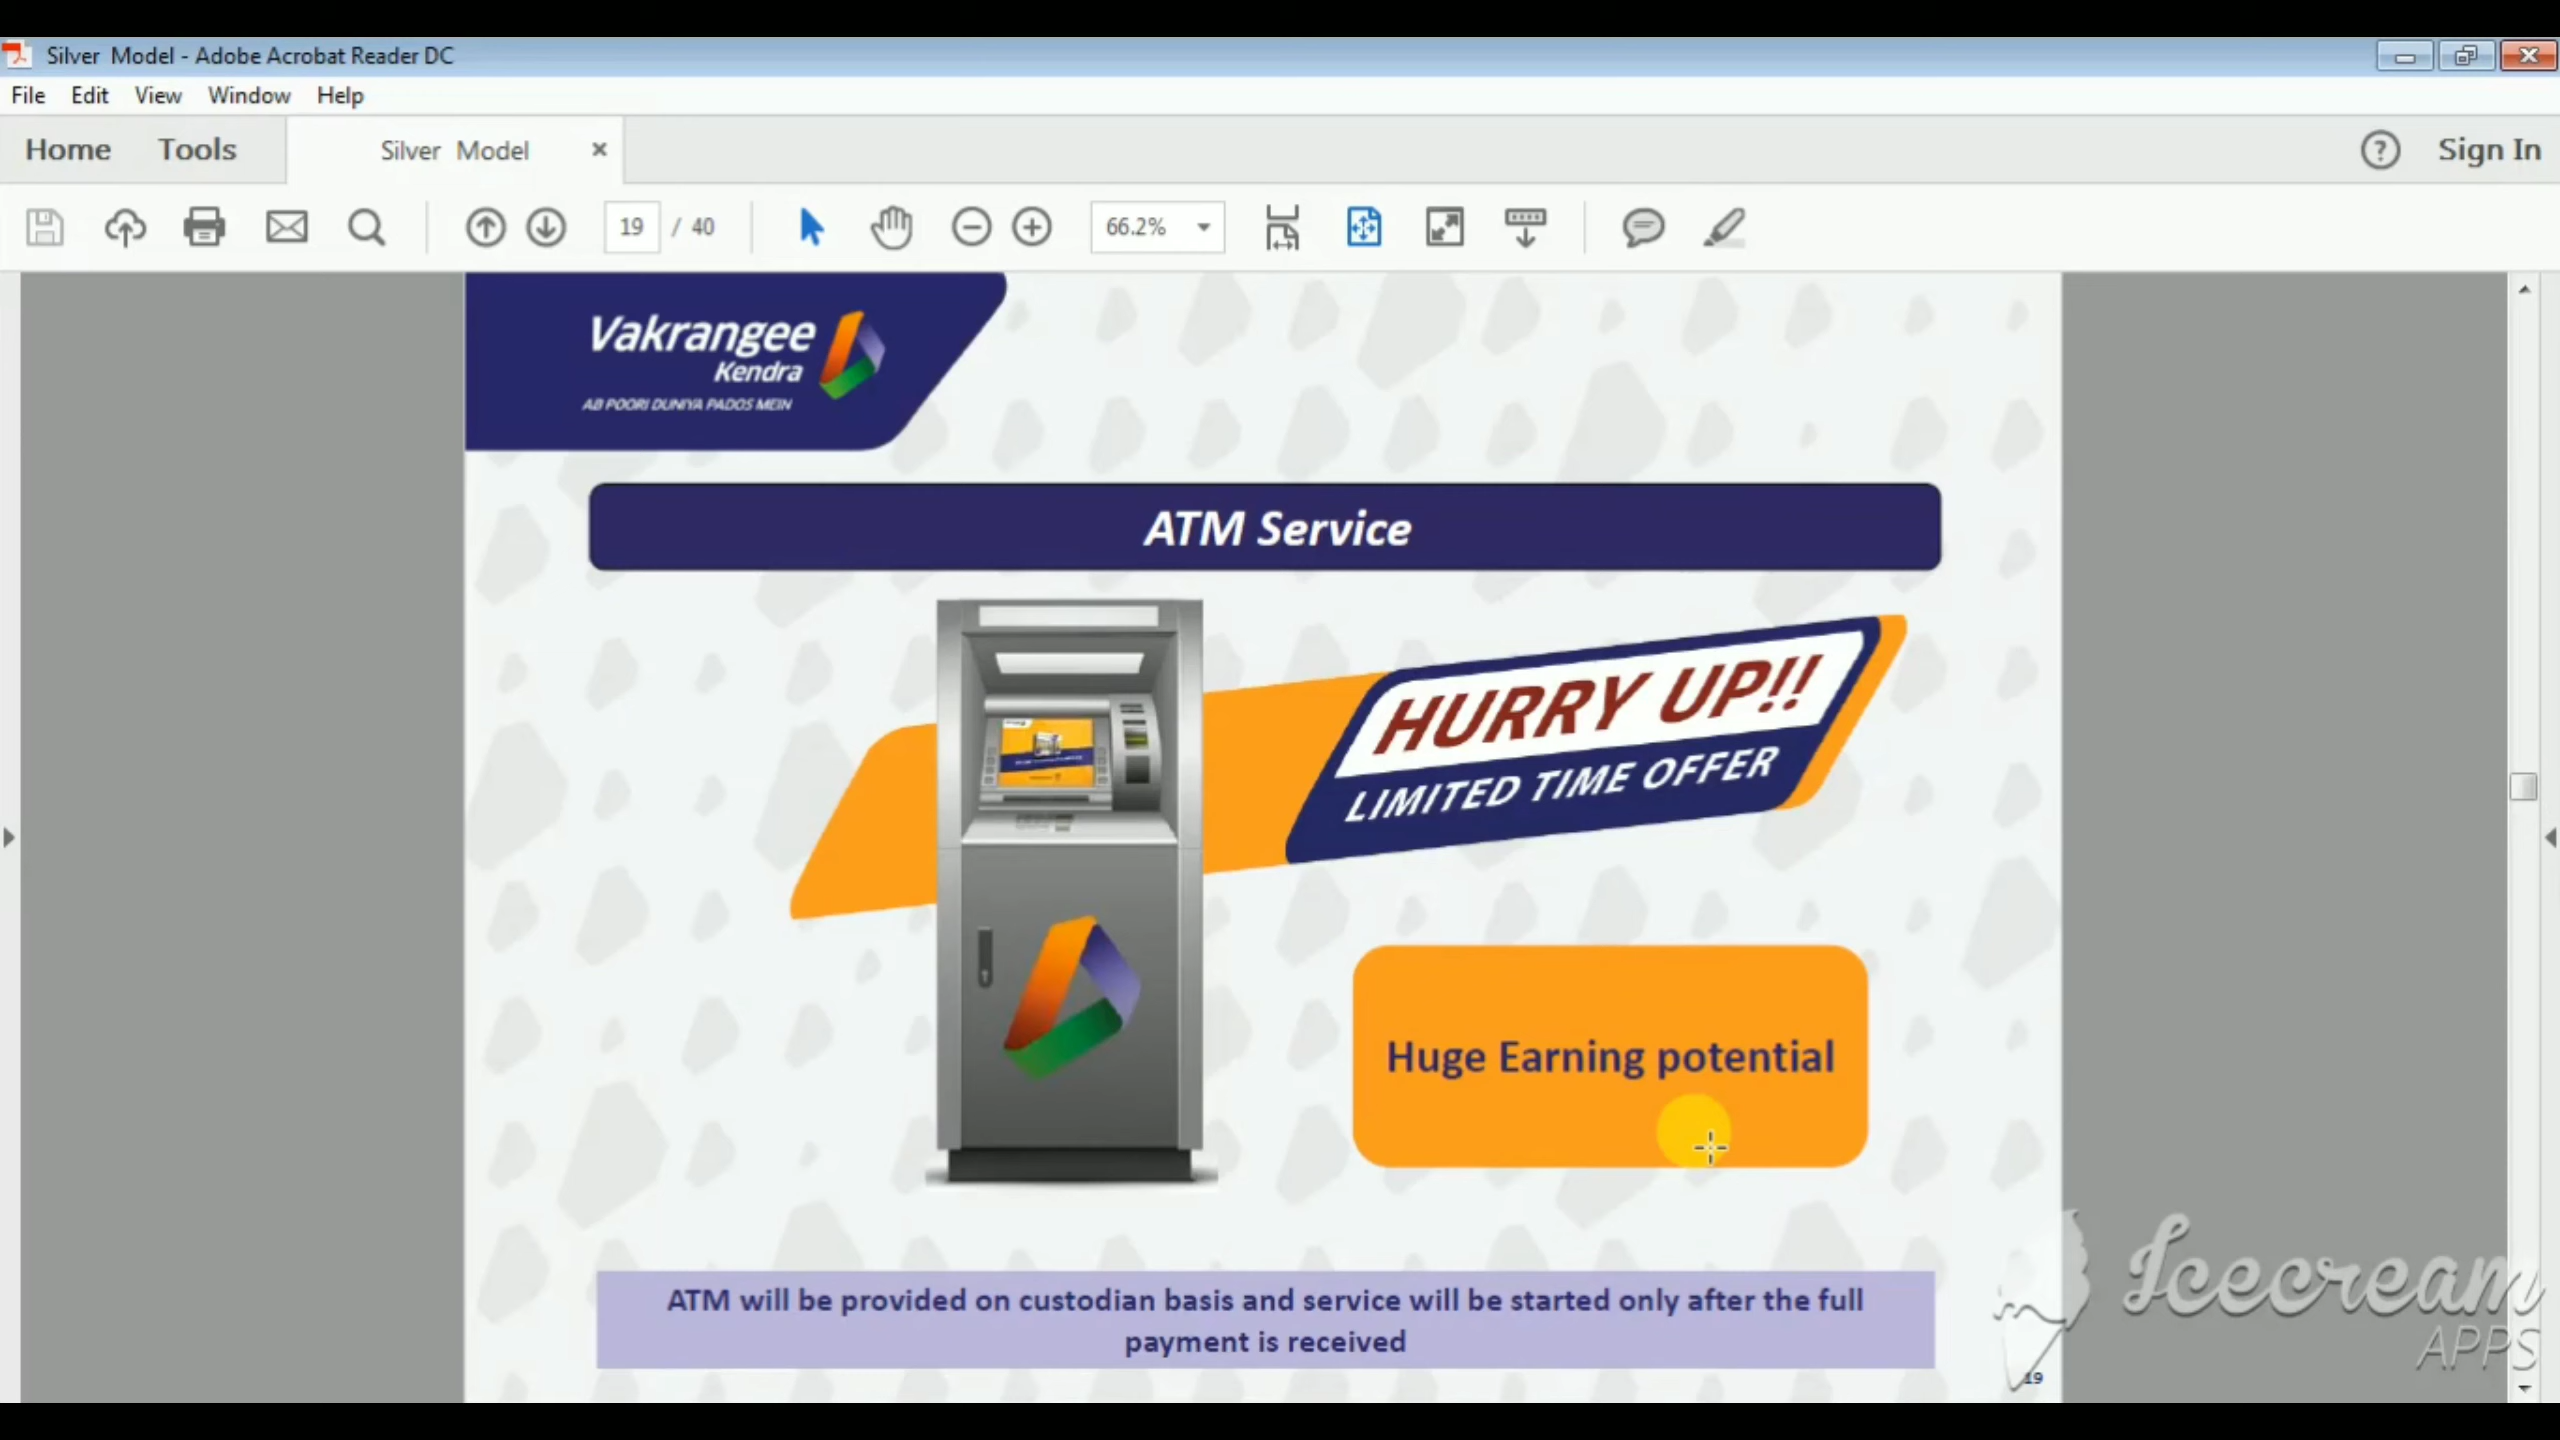 Silver Model - Adobe Acrobat Reader DC
File Edit View Window Help
Home Tools Silver Model Sign In
19 / 40 66.2%
Vakrangee
Kendra
AB POORI DUNIYA PADOS MEIN
ATM Service
HURRY UP!!
LIMITED TIME OFFER
Huge Earning potential
ATM will be provided on custodian basis and service will be started only after the full
payment is received
Icecream
APPS
19